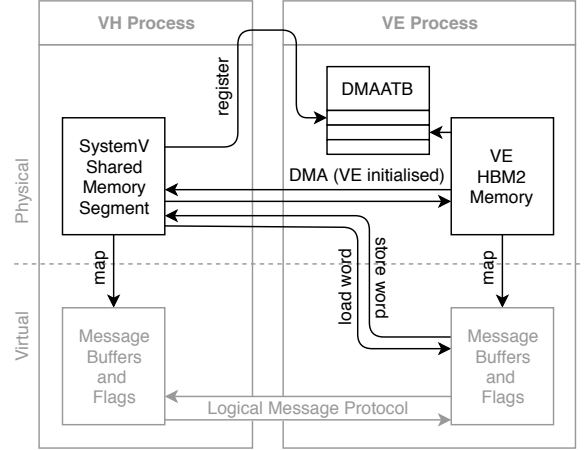 VH Process
VE Process
register
DMAATB
SystemV
Shared
Memory
Segment
VE
HBM2
Memory
DMA (VE initialised)
Physical
map
load word
store word
map
Virtual
Message
Buffers
and
Flags
Message
Buffers
and
Flags
Logical Message Protocol